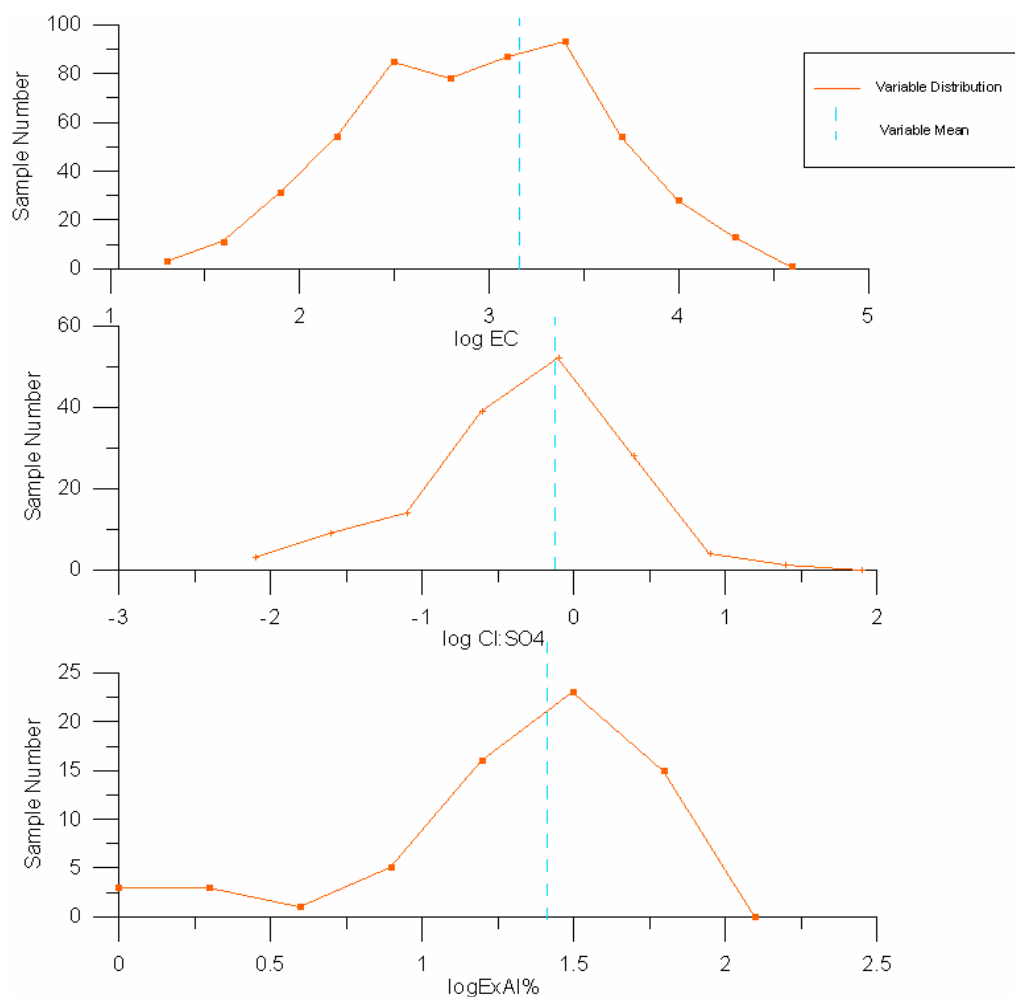 100
80
60
40
20
0
Sample Number
1 2 3 4 5
log EC
Variable Distribution
Variable Mean
60
40
20
0
Sample Number
-3 -2 -1 0 1 2
log Cl:SO4
25
20
15
10
5
0
Sample Number
0 0.5 1 1.5 2 2.5
logExAl%